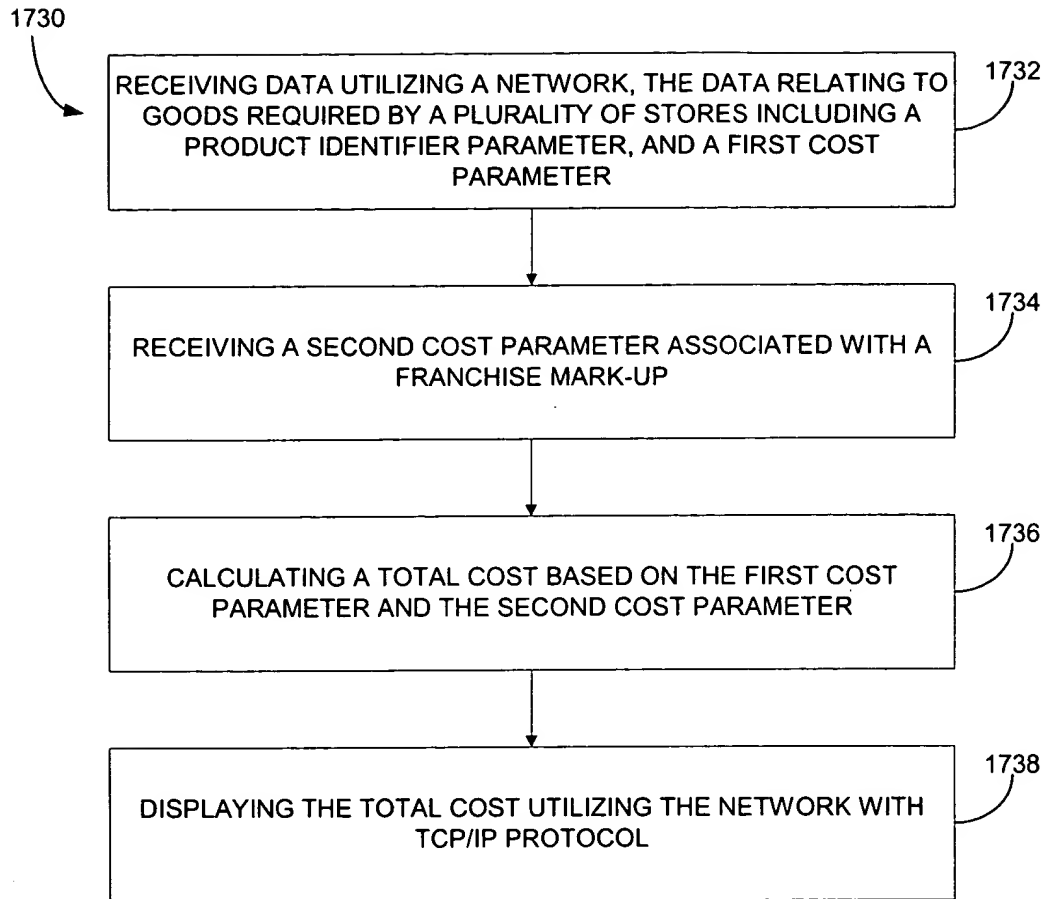 1730
RECEIVING DATA UTILIZING A NETWORK, THE DATA RELATING TO
GOODS REQUIRED BY A PLURALITY OF STORES INCLUDING A
PRODUCT IDENTIFIER PARAMETER, AND A FIRST COST
PARAMETER
1732
RECEIVING A SECOND COST PARAMETER ASSOCIATED WITH A
FRANCHISE MARK-UP
1734
CALCULATING A TOTAL COST BASED ON THE FIRST COST
PARAMETER AND THE SECOND COST PARAMETER
1736
DISPLAYING THE TOTAL COST UTILIZING THE NETWORK WITH
TCP/IP PROTOCOL
1738